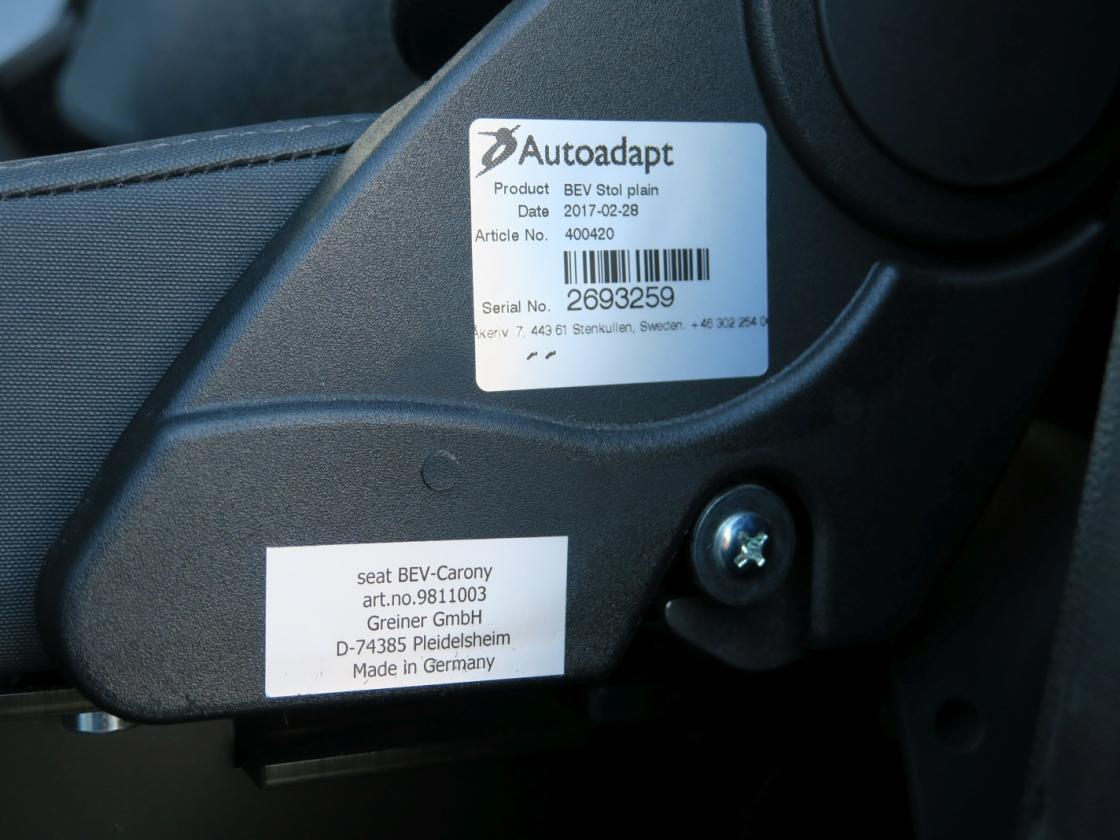 Autoadapt
Product BEV Stol plain
Date 2017-02-28
Article No. 400420
Serial No. 2693259
7, 443 61 Stenkullen, Sweden. +46 302 254
seat BEV-Carony
art.no.9811003
Greiner GmbH
D-74385 Pleidelsheim
Made in Germany